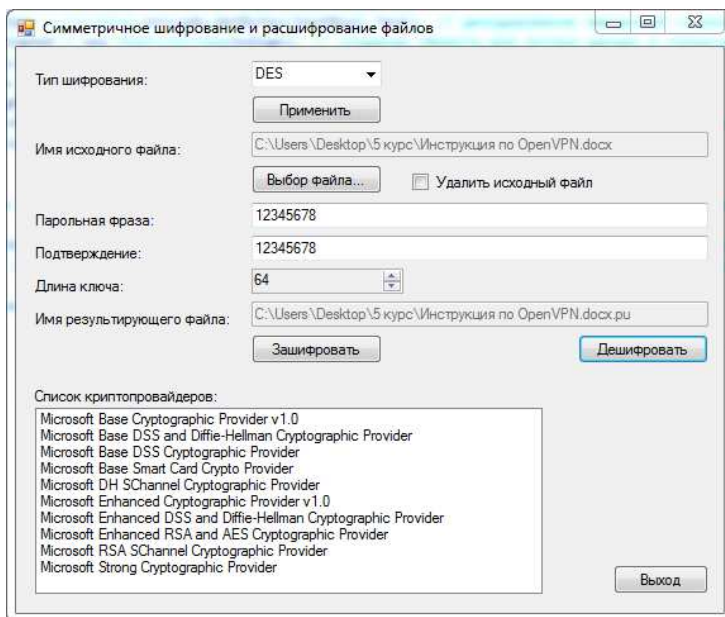 Симметричное шифрование и расшифрование файлов
Тип шифрования: DES
Применить
Имя исходного файла: C:\Users\Desktop\5 курс\Инструкция по OpenVPN.docx
Выбор файла... Удалить исходный файл
Парольная фраза: 12345678
Подтверждение: 12345678
Длина ключа: 64
Имя результирующего файла: C:\Users\Desktop\5 курс\Инструкция по OpenVPN.docx.pu
Зашифровать Дешифровать
Список криптопровайдеров:
Microsoft Base Cryptographic Provider v1.0
Microsoft Base DSS and Diffie-Hellman Cryptographic Provider
Microsoft Base DSS Cryptographic Provider
Microsoft Base Smart Card Crypto Provider
Microsoft DH SChannel Cryptographic Provider
Microsoft Enhanced Cryptographic Provider v1.0
Microsoft Enhanced DSS and Diffie-Hellman Cryptographic Provider
Microsoft Enhanced RSA and AES Cryptographic Provider
Microsoft RSA SChannel Cryptographic Provider
Microsoft Strong Cryptographic Provider
Выход